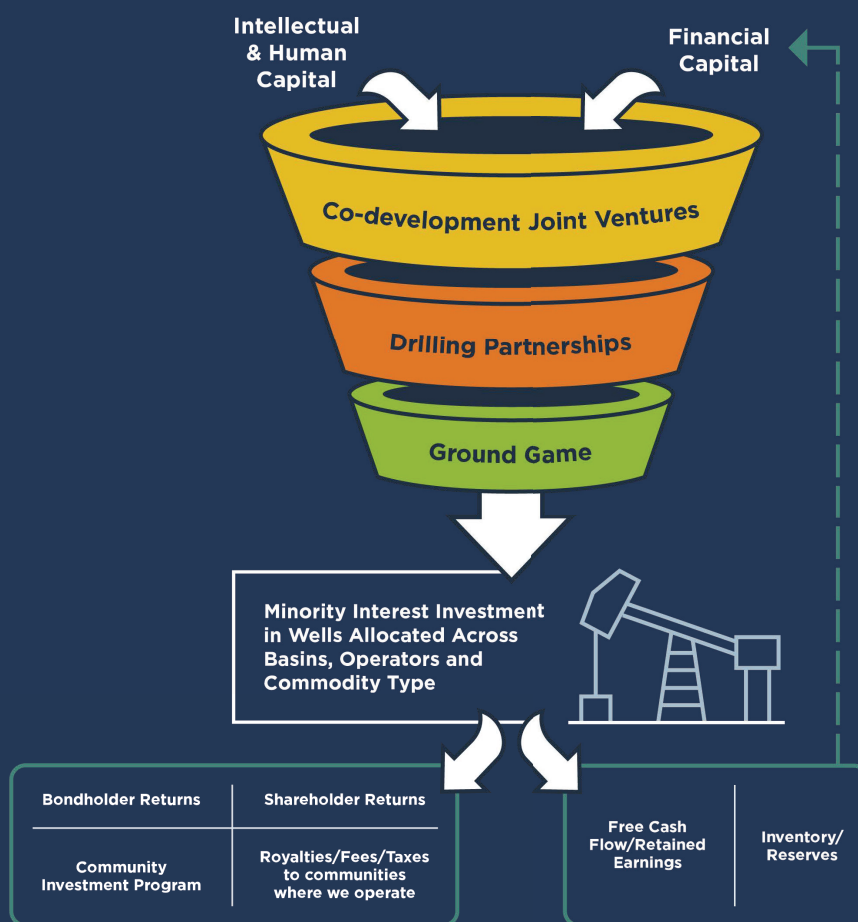 Intellectual
& Human
Capital
Financial
Capital
Co-development Joint Ventures
Drilling Partnerships
Ground Game
Minority Interest Investment
in Wells Allocated Across
Basins, Operators and
Commodity Type
Bondholder Returns
Shareholder Returns
Community
Investment Program
Royalties/Fees/Taxes
to communities
where we operate
Free Cash
Flow/Retained
Earnings
Inventory/
Reserves